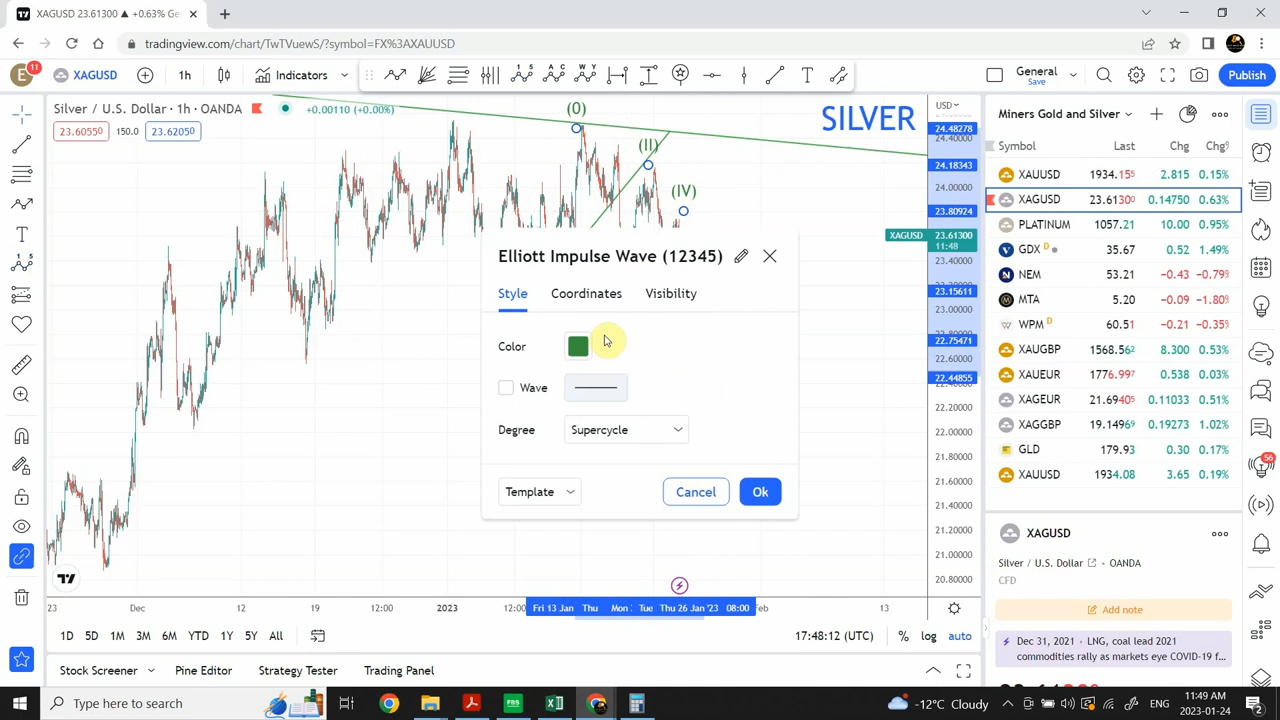 XAGUSD 23.61300 ▲ +0.63% Ge
tradingview.com/chart/TwTVuewS/?symbol=FX%3AXAUUSD
E 11 XAGUSD 1h Indicators General Save Publish
Silver / U.S. Dollar · 1h · OANDA +0.00110 (+0.00%)
23.6055⁰ 150.0 23.6205⁰
SILVER
(0)
(II)
(IV)
USD
24.48278
24.40000
24.18343
24.00000
23.80924
XAGUSD 23.61300
11:48
23.40000
23.15611
23.00000
22.75471
22.60000
22.44855
22.20000
22.00000
21.80000
21.60000
21.40000
21.20000
21.00000
20.80000
Elliott Impulse Wave (12345)
Style Coordinates Visibility
Color
Wave
Degree Supercycle
Template Cancel Ok
23 Dec 12 19 12:00 2023 12:00 Fri 13 Jan Thu Mon Tue Thu 26 Jan '23 08:00 Feb 13
1D 5D 1M 3M 6M YTD 1Y 5Y All 17:48:12 (UTC) % log auto
Stock Screener Pine Editor Strategy Tester Trading Panel
Miners Gold and Silver
Symbol Last Chg Chg%
XAUUSD 1934.15⁵ 2.815 0.15%
XAGUSD 23.6130⁰ 0.14750 0.63%
PLATINUM 1057.21 10.00 0.95%
GDX D 35.67 0.52 1.49%
NEM 53.21 −0.43 −0.79%
MTA 5.20 −0.09 −1.80%
WPM D 60.51 −0.21 −0.35%
XAUGBP 1568.56² 8.300 0.53%
XAUEUR 1776.99⁷ 0.538 0.03%
XAGEUR 21.6940⁵ 0.11033 0.51%
XAGGBP 19.1496⁹ 0.19273 1.02%
GLD 179.93 0.30 0.17%
XAUUSD 1934.08 3.65 0.19%
56
XAGUSD
Silver / U.S. Dollar · OANDA
CFD
Add note
Dec 31, 2021 · LNG, coal lead 2021
commodities rally as markets eye COVID-19 f...
Type here to search
-12°C Cloudy ENG 11:49 AM
2023-01-24
2